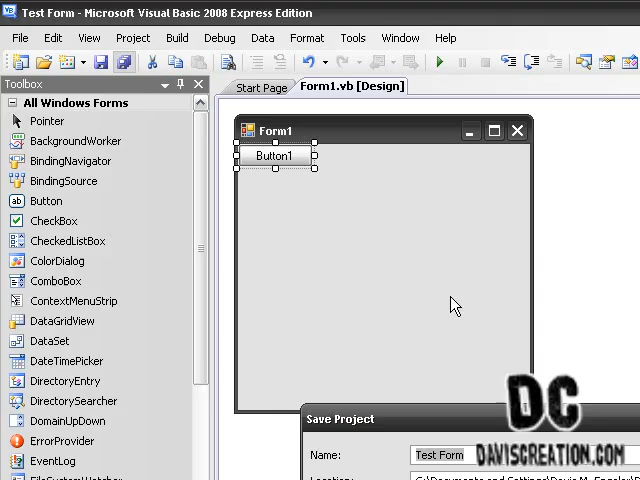 Test Form - Microsoft Visual Basic 2008 Express Edition
File Edit View Project Build Debug Data Format Tools Window Help
Toolbox
Start Page Form1.vb [Design]
All Windows Forms
Pointer
BackgroundWorker
BindingNavigator
BindingSource
Button
CheckBox
CheckedListBox
ColorDialog
ComboBox
ContextMenuStrip
DataGridView
DataSet
DateTimePicker
DirectoryEntry
DirectorySearcher
DomainUpDown
ErrorProvider
EventLog
Form1
Button1
Save Project
Name: Test Form
DC
DAVISCREATION.COM